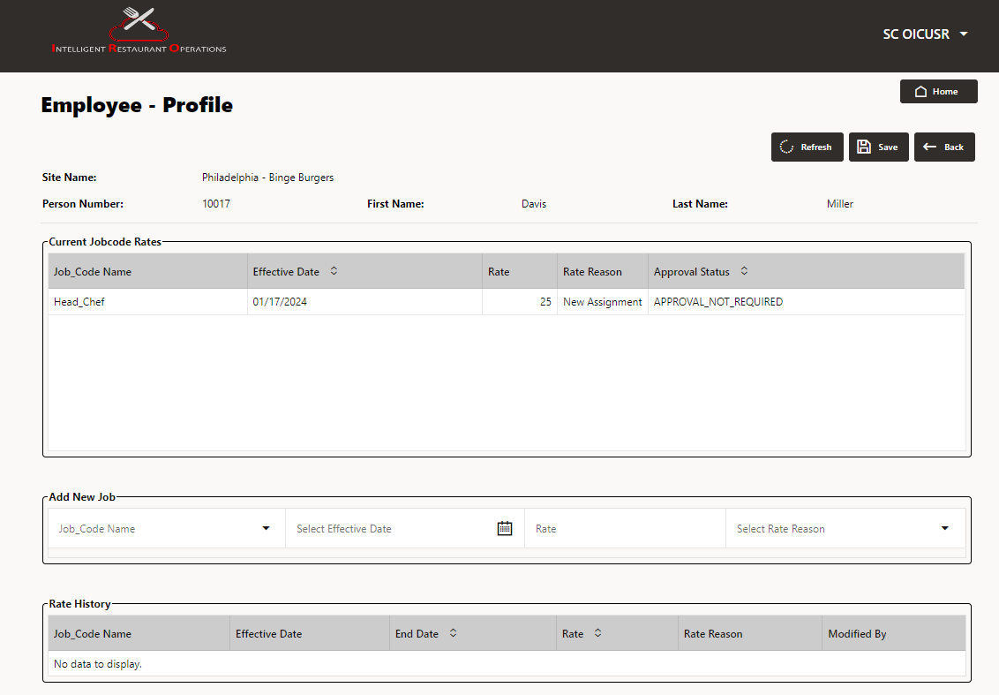 INTELLIGENT RESTAURANT OPERATIONS
SC OICUSR
Home
Employee - Profile
Refresh Save Back
Site Name: Philadelphia - Binge Burgers
Person Number: 10017 First Name: Davis Last Name: Miller
Current Jobcode Rates
Job_Code Name Effective Date Rate Rate Reason Approval Status
Head_Chef 01/17/2024 25 New Assignment APPROVAL_NOT_REQUIRED
Add New Job
Job_Code Name Select Effective Date Rate Select Rate Reason
Rate History
Job_Code Name Effective Date End Date Rate Rate Reason Modified By
No data to display.